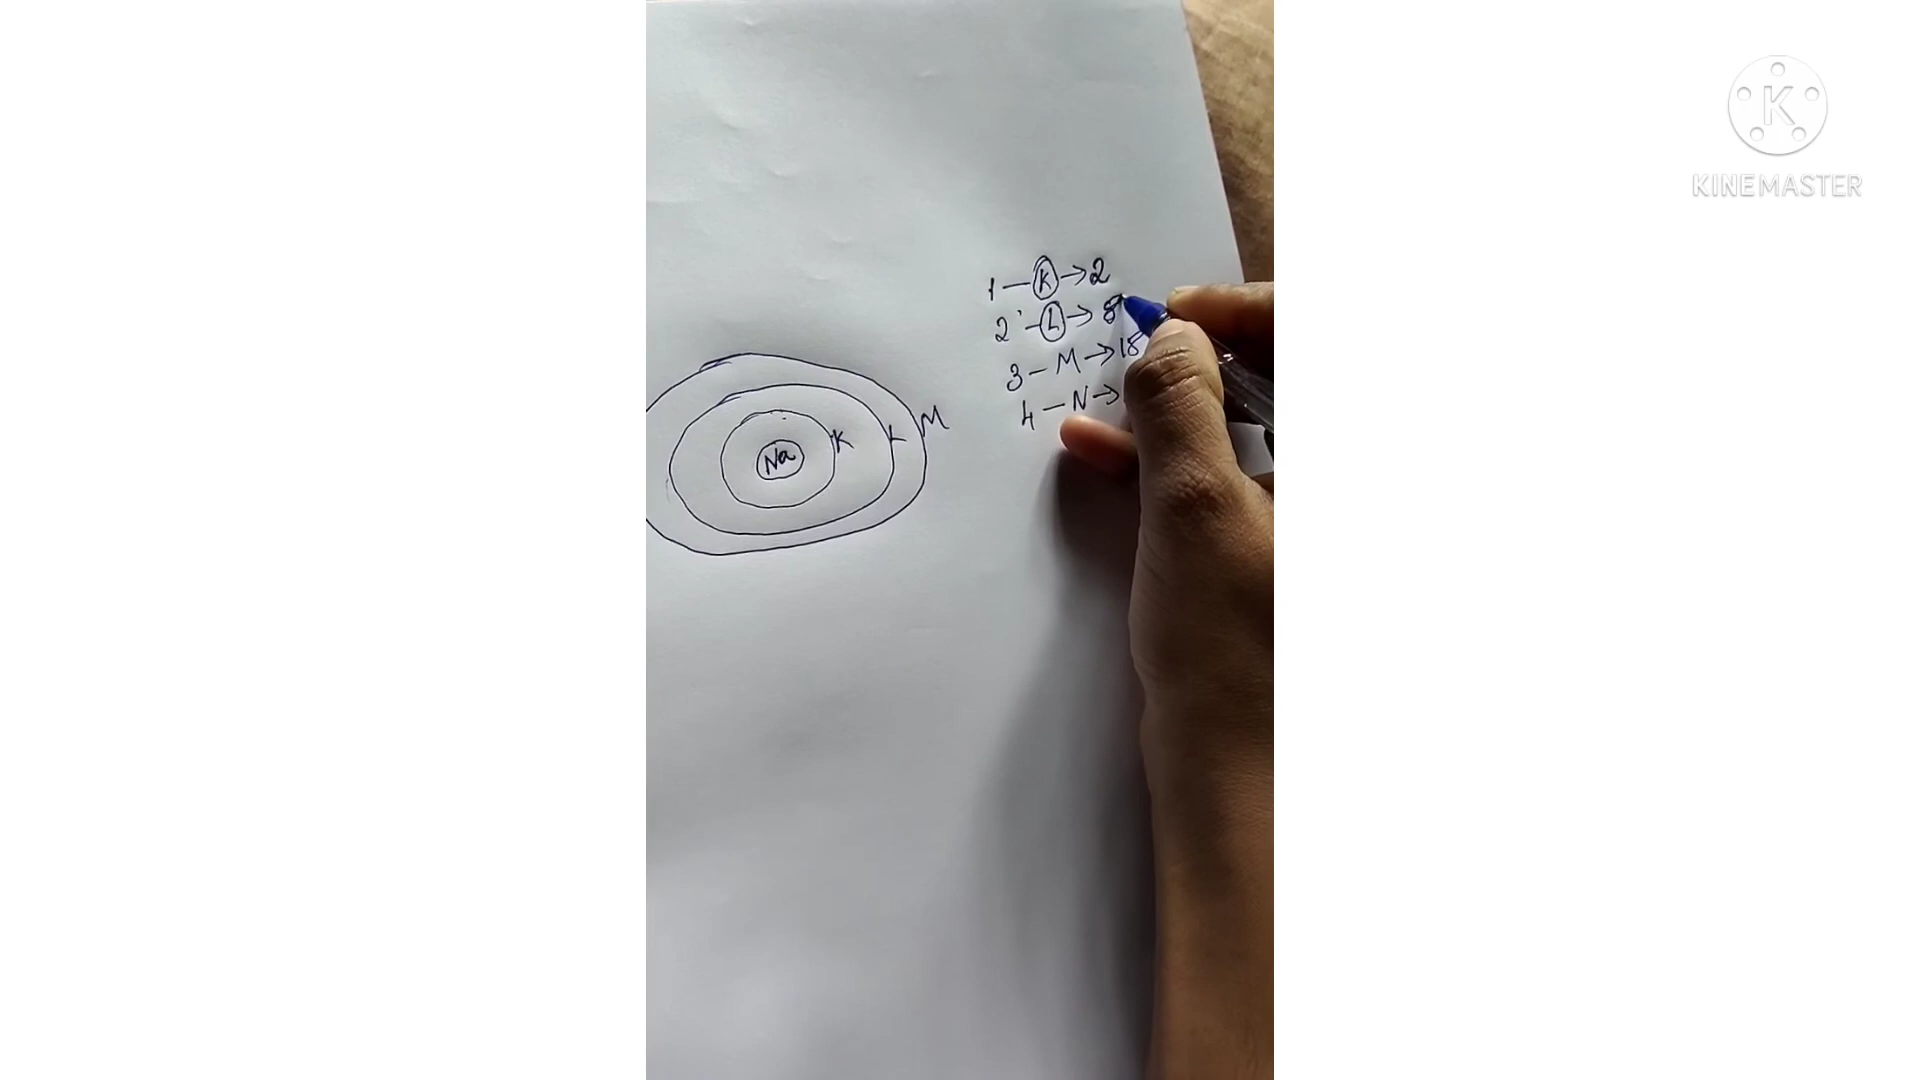 1 — K → 2
2 — L → 8
3 — M → 18
4 — N →
Na K L M
K
KINEMASTER